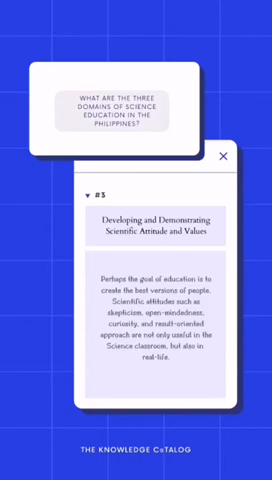 WHAT ARE THE THREE
DOMAINS OF SCIENCE
EDUCATION IN THE
PHILIPPINES?
#3
Developing and Demonstrating
Scientific Attitude and Values
Perhaps the goal of education is to
create the best versions of people.
Scientific attitudes such as
skepticism, open-mindedness,
curiosity, and result-oriented
approach are not only useful in the
Science classroom, but also in
real-life.
THE KNOWLEDGE CaTALOG